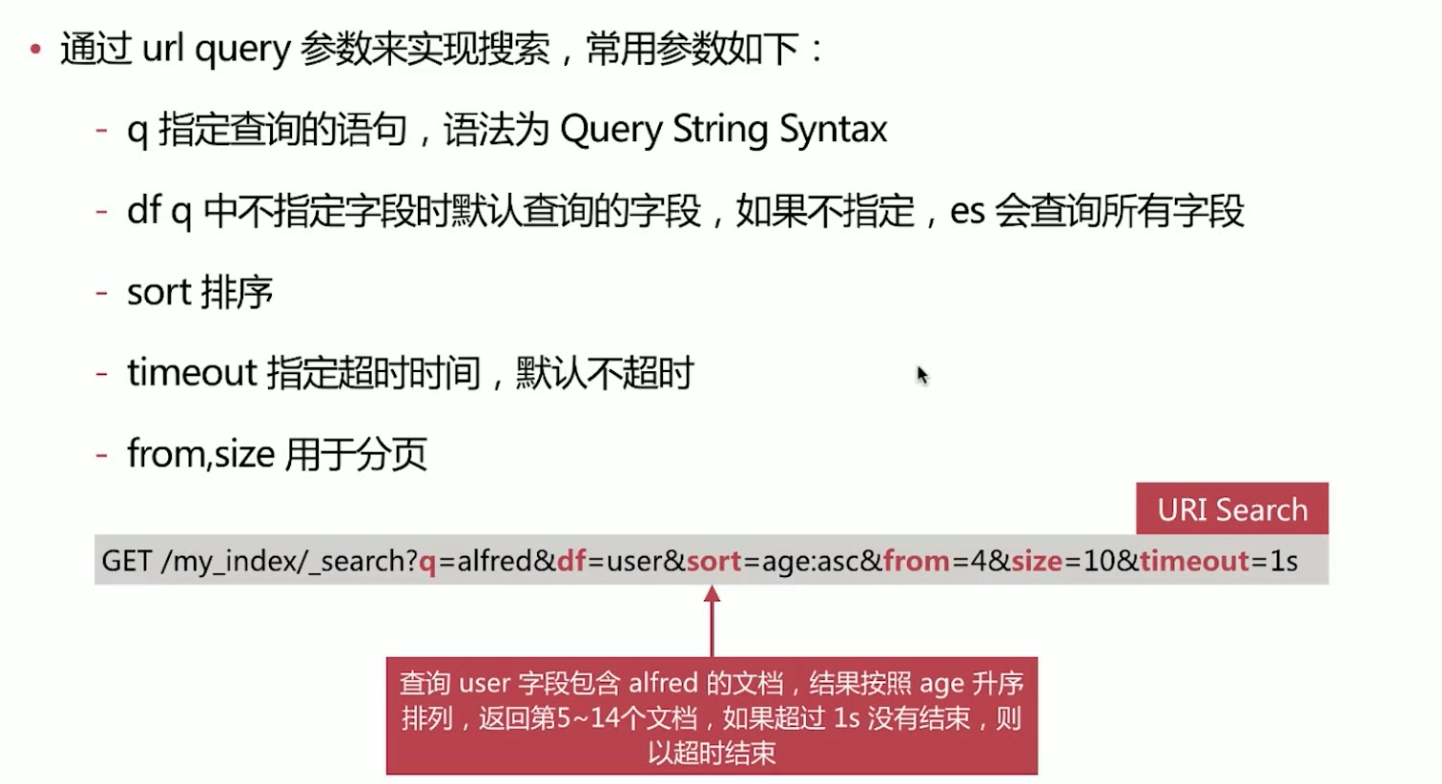 • 通过 url query 参数来实现搜索，常用参数如下：
- q 指定查询的语句，语法为 Query String Syntax
- df q 中不指定字段时默认查询的字段，如果不指定，es 会查询所有字段
- sort 排序
- timeout 指定超时时间，默认不超时
- from,size 用于分页
URI Search
GET /my_index/_search?q=alfred&df=user&sort=age:asc&from=4&size=10&timeout=1s
查询 user 字段包含 alfred 的文档，结果按照 age 升序
排列，返回第5~14个文档，如果超过 1s 没有结束，则
以超时结束